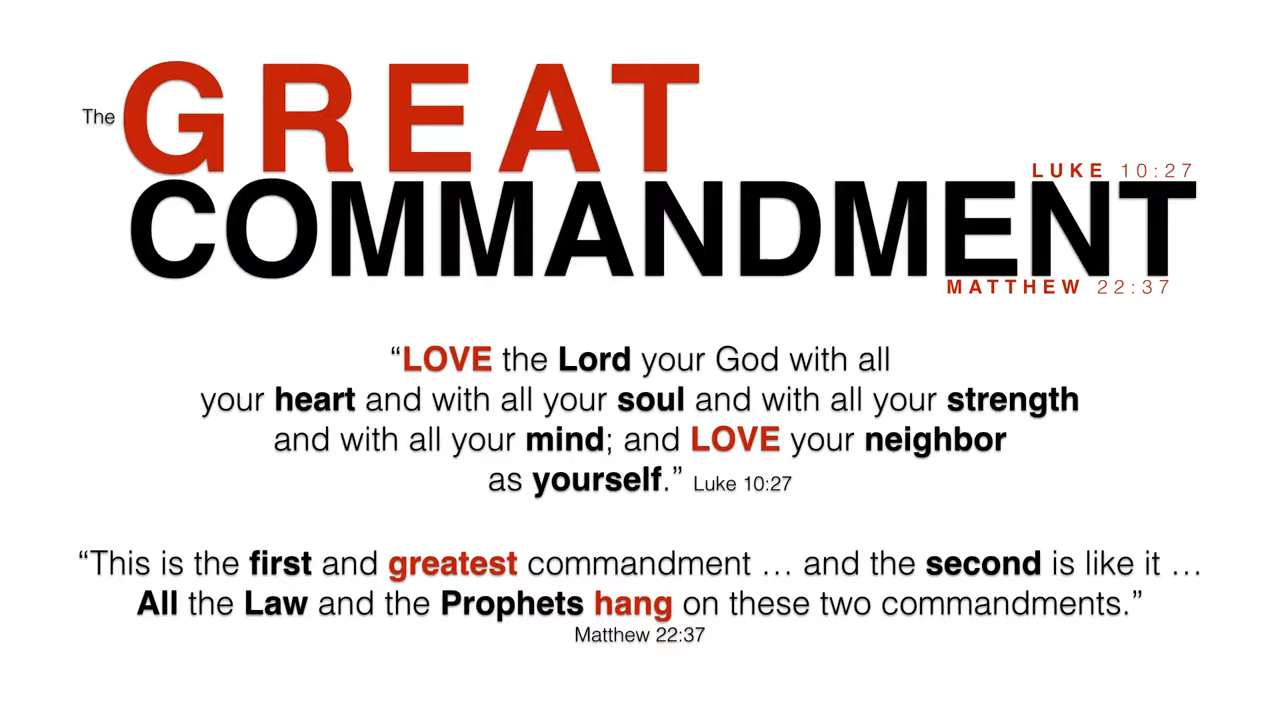 The GREAT
LUKE 10:27
COMMANDMENT
MATTHEW 22:37
“LOVE the Lord your God with all
your heart and with all your soul and with all your strength
and with all your mind; and LOVE your neighbor
as yourself.” Luke 10:27
“This is the first and greatest commandment … and the second is like it …
All the Law and the Prophets hang on these two commandments.”
Matthew 22:37